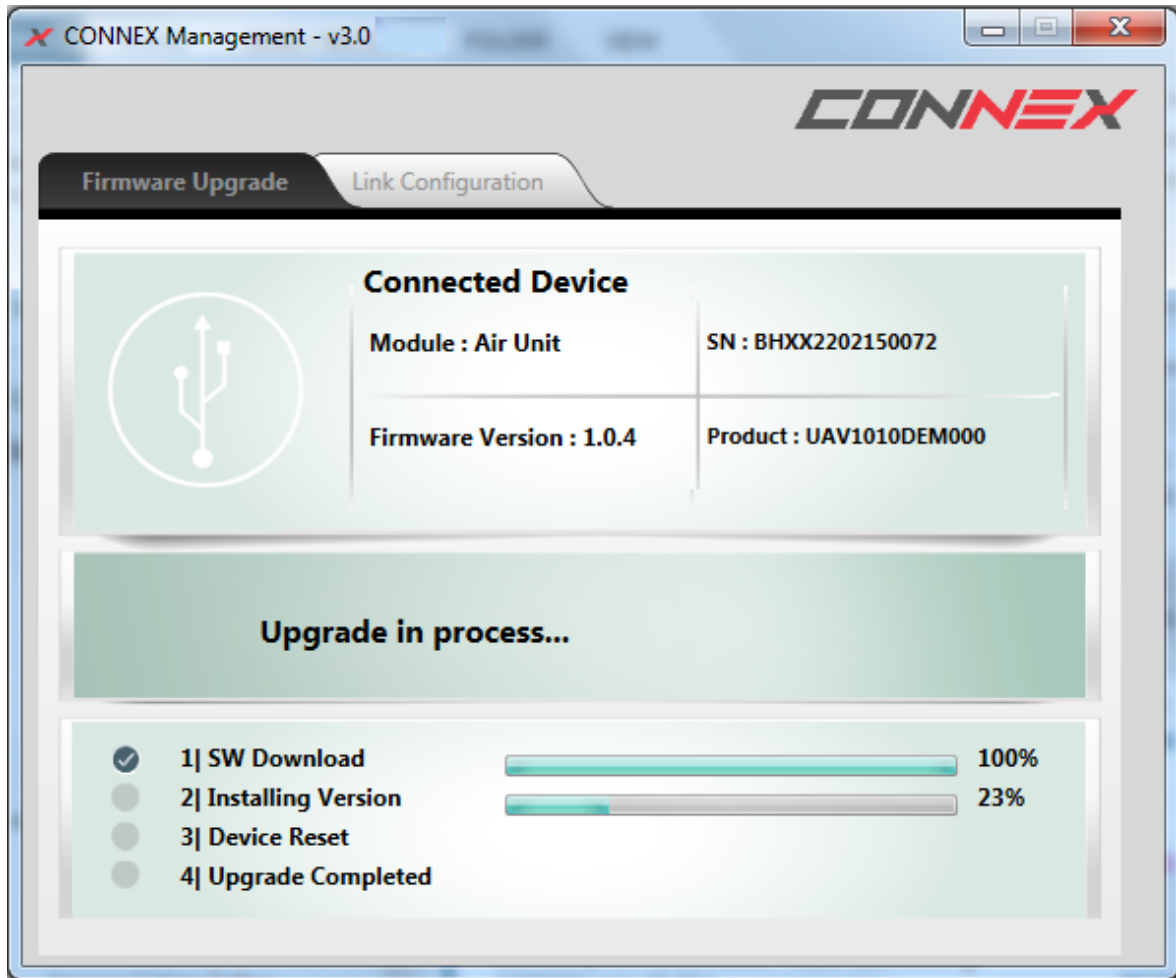 CONNEX Management - v3.0
CONNEX
Firmware Upgrade Link Configuration
Connected Device
Module : Air Unit SN : BHXX2202150072
Firmware Version : 1.0.4 Product : UAV1010DEM000
Upgrade in process...
1| SW Download 100%
2| Installing Version 23%
3| Device Reset
4| Upgrade Completed